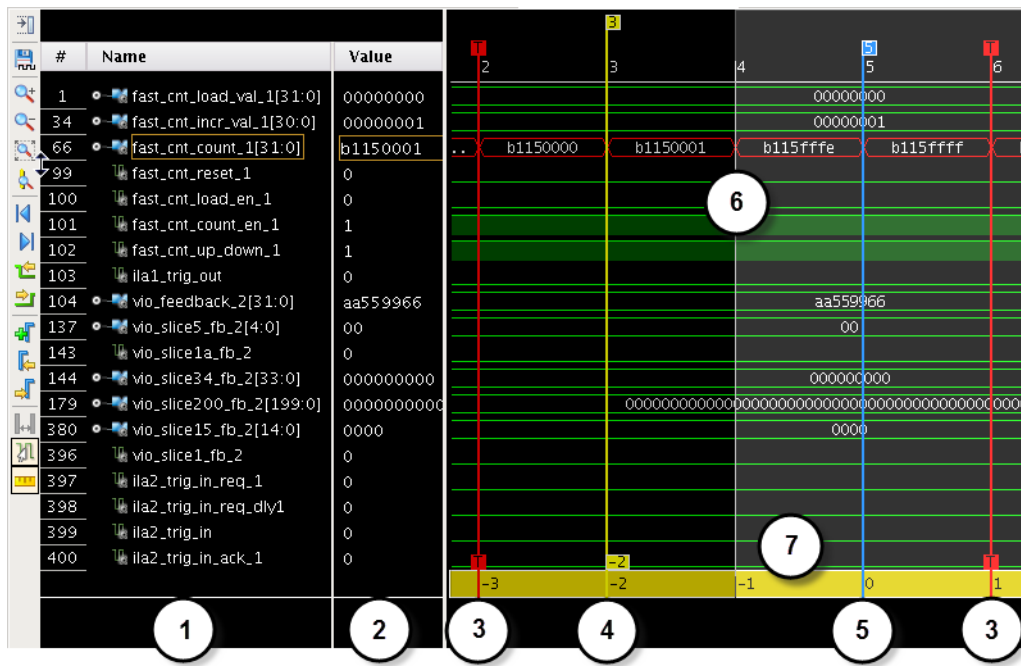 3
T 5 T
# Name Value 2 3 4 5 6
1 fast_cnt_load_val_1[31:0] 00000000 00000000
34 fast_cnt_incr_val_1[30:0] 00000001 00000001
66 fast_cnt_count_1[31:0] b1150001 .. b1150000 b1150001 b115fffe b115ffff
99 fast_cnt_reset_1 0
6
100 fast_cnt_load_en_1 0
101 fast_cnt_count_en_1 1
102 fast_cnt_up_down_1 1
103 ila1_trig_out 0
104 vio_feedback_2[31:0] aa559966 aa559966
137 vio_slice5_fb_2[4:0] 00 00
143 vio_slice1a_fb_2 0
144 vio_slice34_fb_2[33:0] 000000000 000000000
179 vio_slice200_fb_2[199:0]
380 vio_slice15_fb_2[14:0] 0000 0000
396 vio_slice1_fb_2 0
397 ila2_trig_in_req_1 0
398 ila2_trig_in_req_dly1 0
399 ila2_trig_in 0
7
400 ila2_trig_in_ack_1 0
T -2 T
-3 -2 -1 0 1
1 2 3 4 5 3